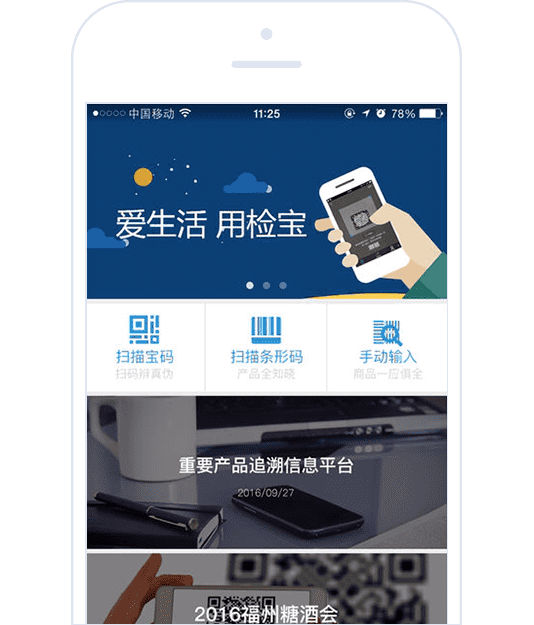 中国移动 11:25 78%
爱生活 用检宝
扫描宝码 扫描条形码 手动输入
扫码辨真伪 产品全知晓 商品一应俱全
重要产品追溯信息平台
2016/09/27
2016福州糖酒会